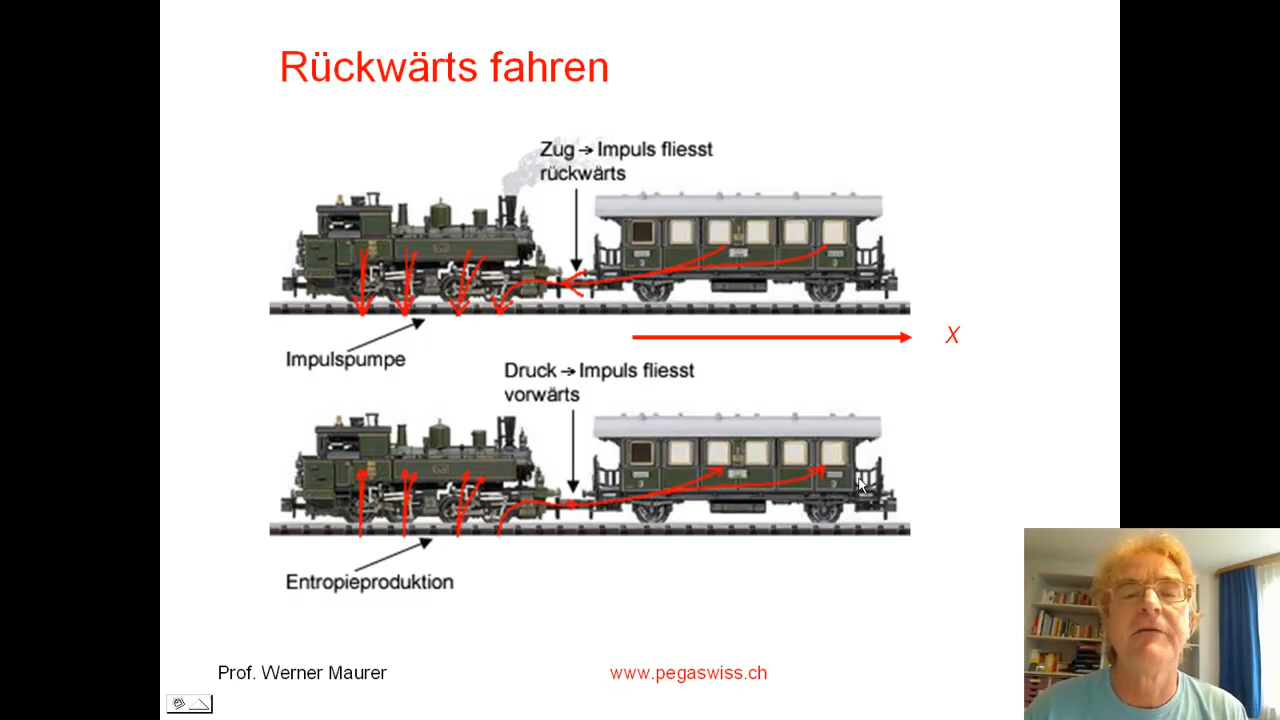 Rückwärts fahren
Zug → Impuls fliesst
rückwärts
X
Impulspumpe
Druck → Impuls fliesst
vorwärts
Entropieproduktion
Prof. Werner Maurer
www.pegaswiss.ch